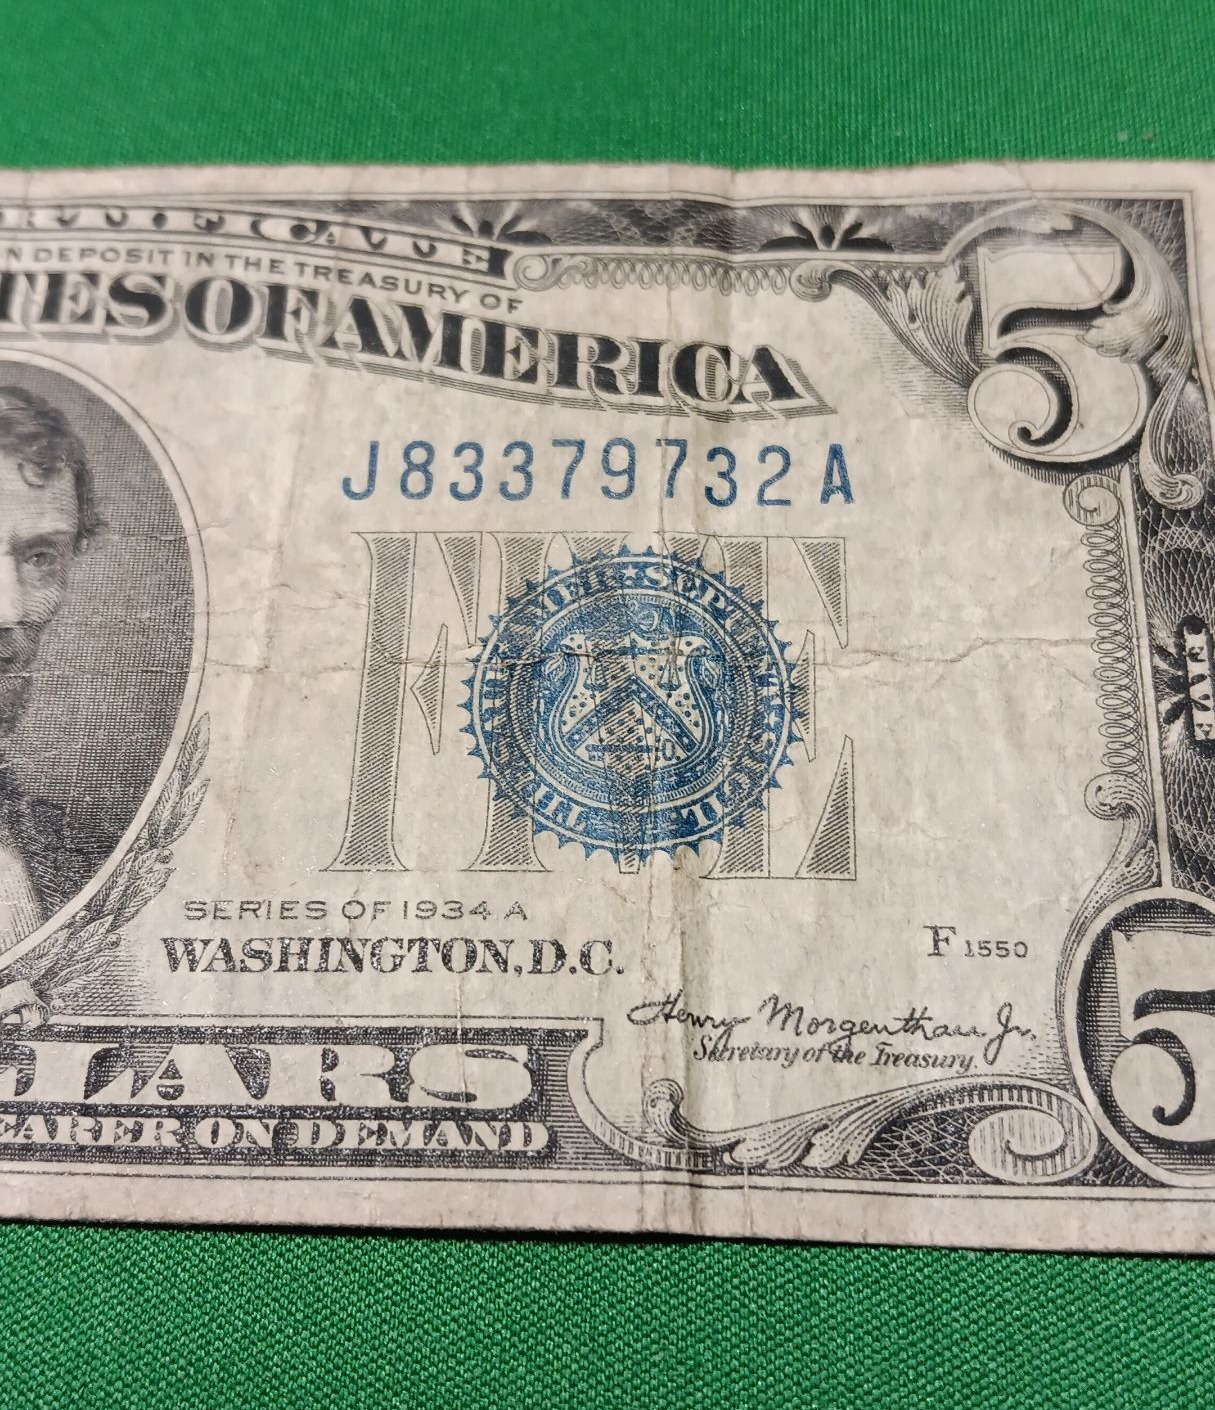 CERTIFICATE
N DEPOSIT IN THE TREASURY OF
TES OF AMERICA
5
J83379732A
FIVE
FIVE
SERIES OF 1934 A
WASHINGTON, D.C.
F 1550
Henry Morgenthau Jr.
Secretary of the Treasury.
LLARS
EARER ON DEMAND
5